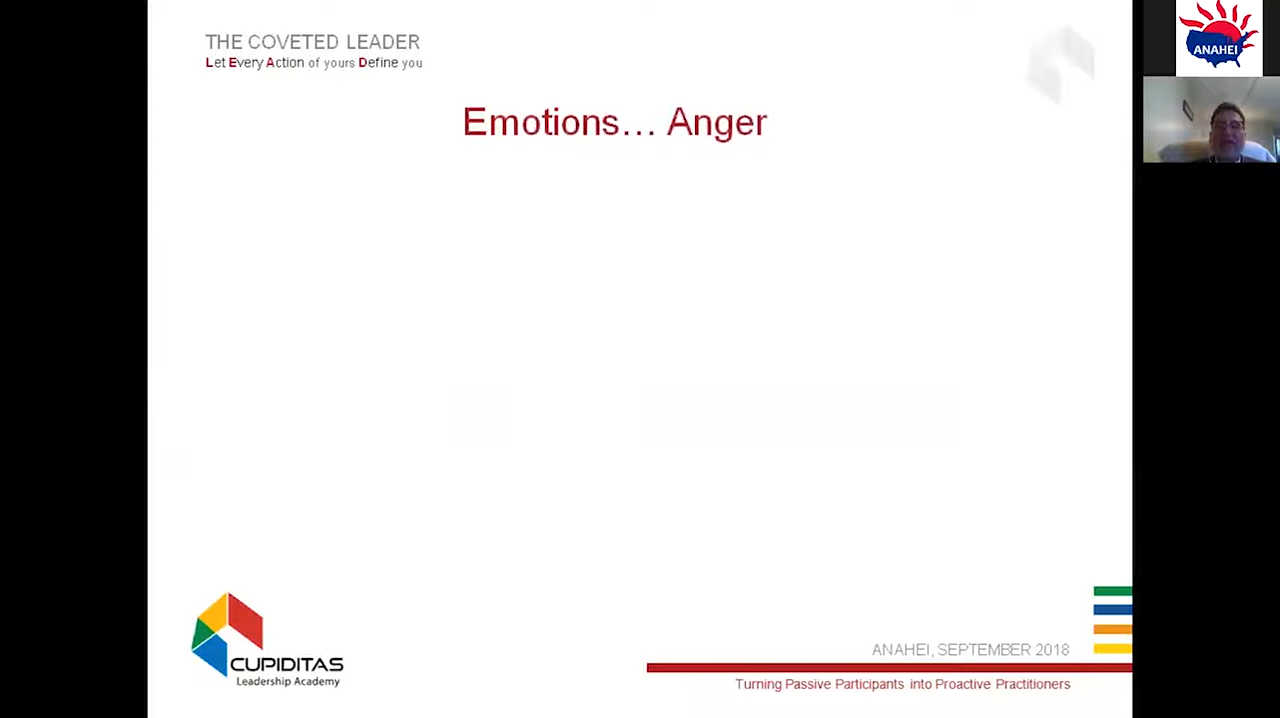 THE COVETED LEADER
Let Every Action of yours Define you
ANAHEI
Emotions… Anger
CUPIDITAS
Leadership Academy
ANAHEI, SEPTEMBER 2018
Turning Passive Participants into Proactive Practitioners